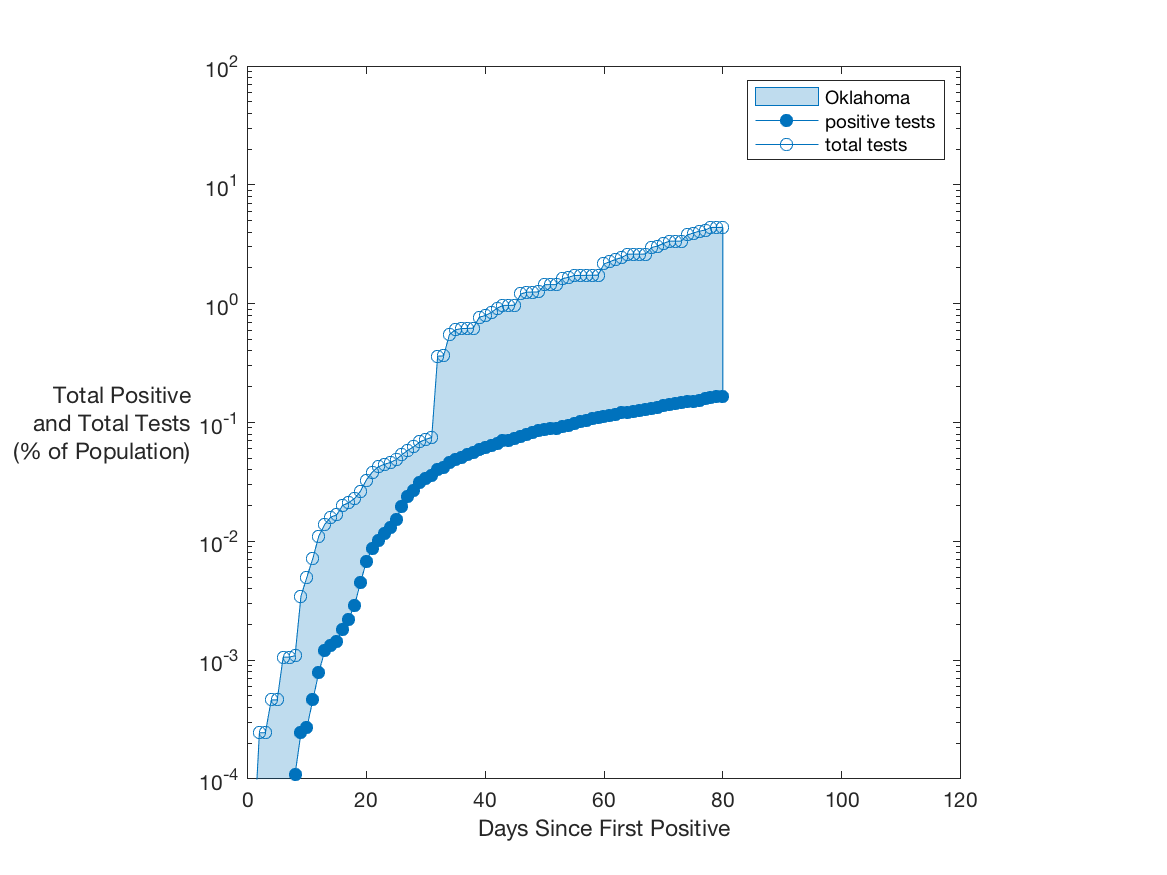 10^2
10^1
10^0
10^-1
10^-2
10^-3
10^-4
Total Positive
and Total Tests
(% of Population)
0 20 40 60 80 100 120
Days Since First Positive
Oklahoma
positive tests
total tests